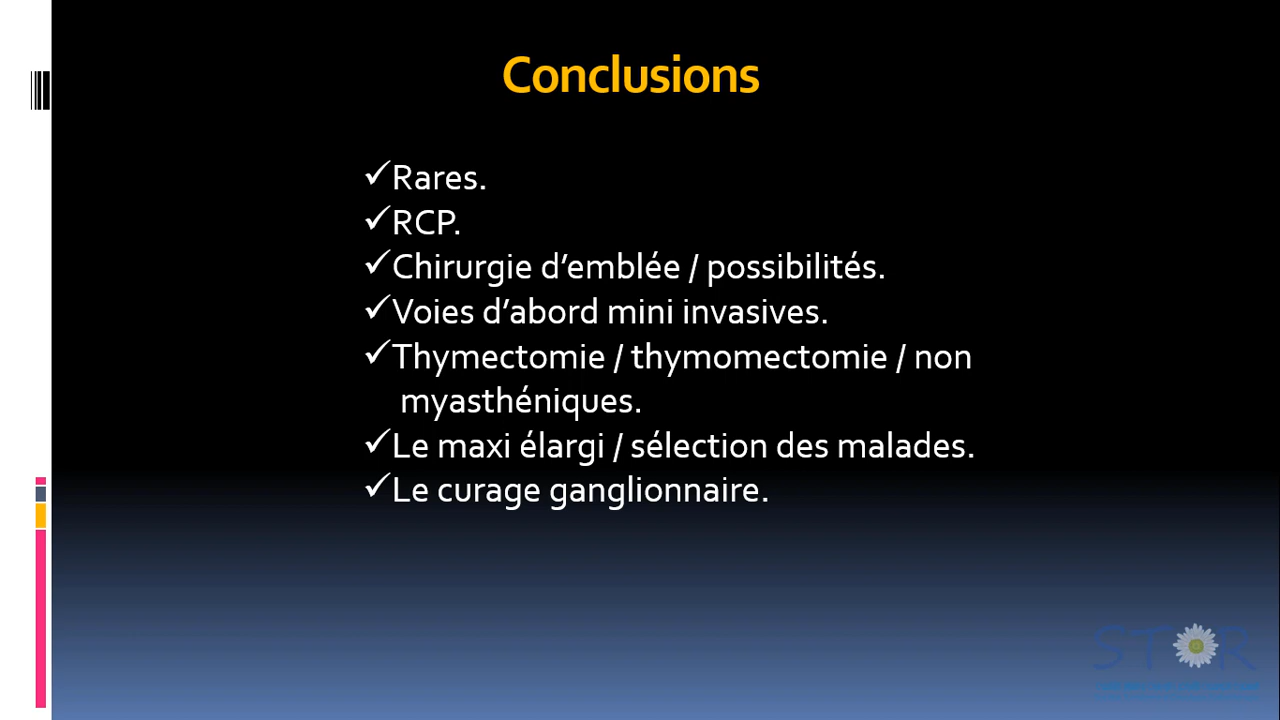 Conclusions
✓Rares.
✓RCP.
✓Chirurgie d’emblée / possibilités.
✓Voies d’abord mini invasives.
✓Thymectomie / thymomectomie / non
myasthéniques.
✓Le maxi élargi / sélection des malades.
✓Le curage ganglionnaire.